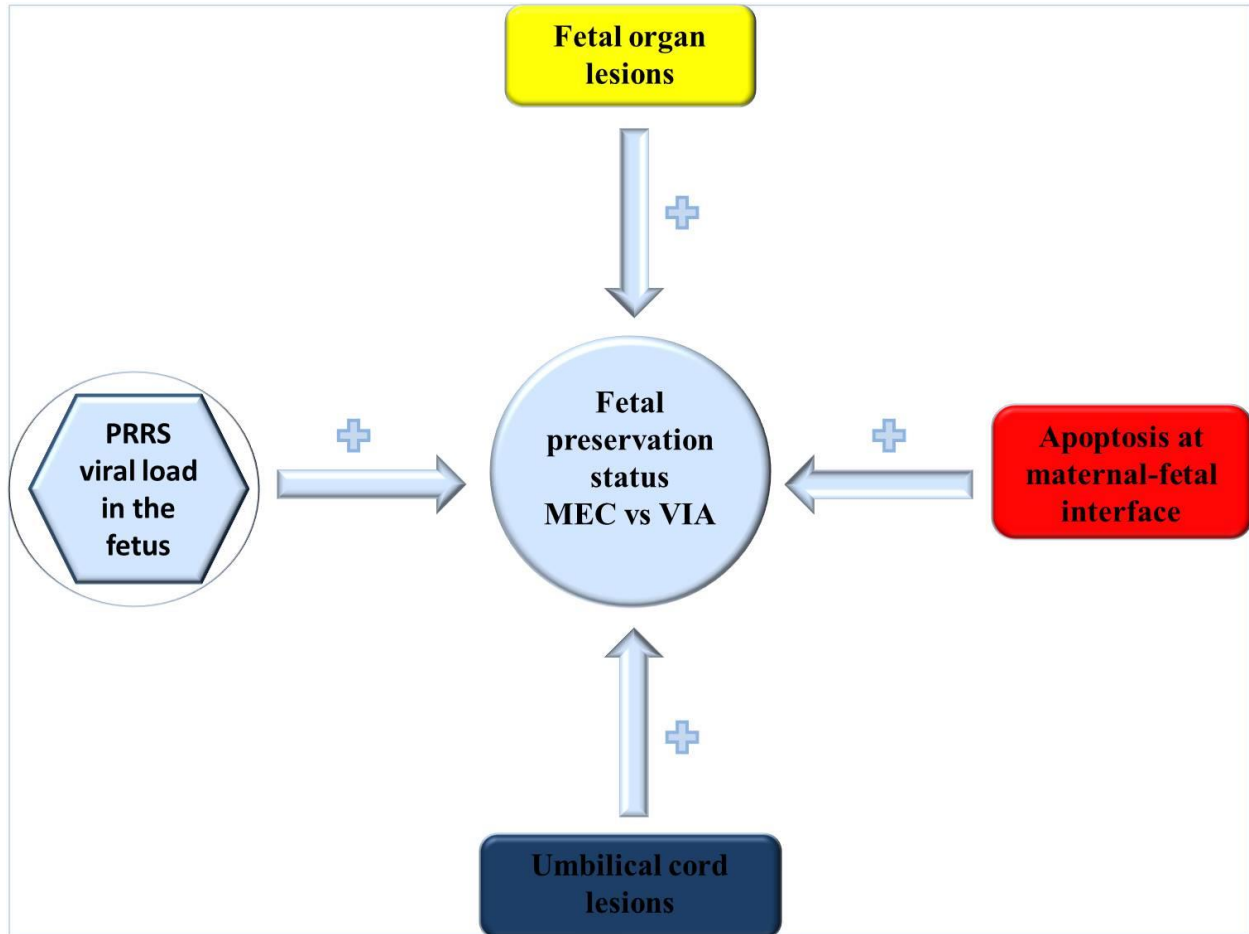 Fetal organ
lesions
PRRS
viral load
in the
fetus
Fetal
preservation
status
MEC vs VIA
Apoptosis at
maternal-fetal
interface
Umbilical cord
lesions